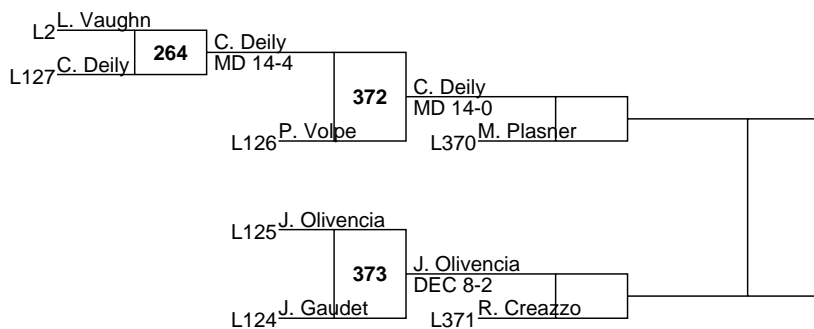 L. Vaughn
L2
264
C. Deily
C. Deily
L127
MD 14-4
372
C. Deily
MD 14-0
P. Volpe
L126
M. Plasner
L370
J. Olivencia
L125
373
J. Olivencia
DEC 8-2
J. Gaudet
L124
R. Creazzo
L371